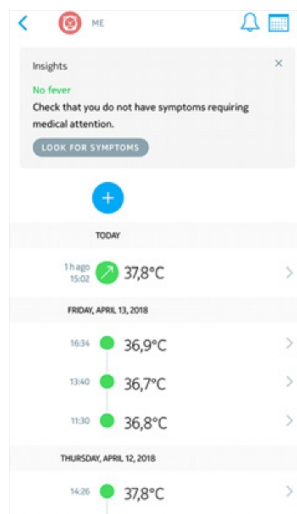 ME
Insights
No fever
Check that you do not have symptoms requiring
medical attention.
LOOK FOR SYMPTOMS
TODAY
1 h ago
15:02
37,8°C
FRIDAY, APRIL 13, 2018
16:34 36,9°C
13:40 36,7°C
11:30 36,8°C
THURSDAY, APRIL 12, 2018
14:26 37,8°C